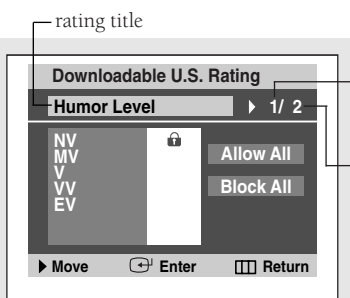 rating title
Downloadable U.S. Rating
Humor Level 1/ 2
NV
MV
V
VV
EV
Allow All
Block All
Move Enter Return